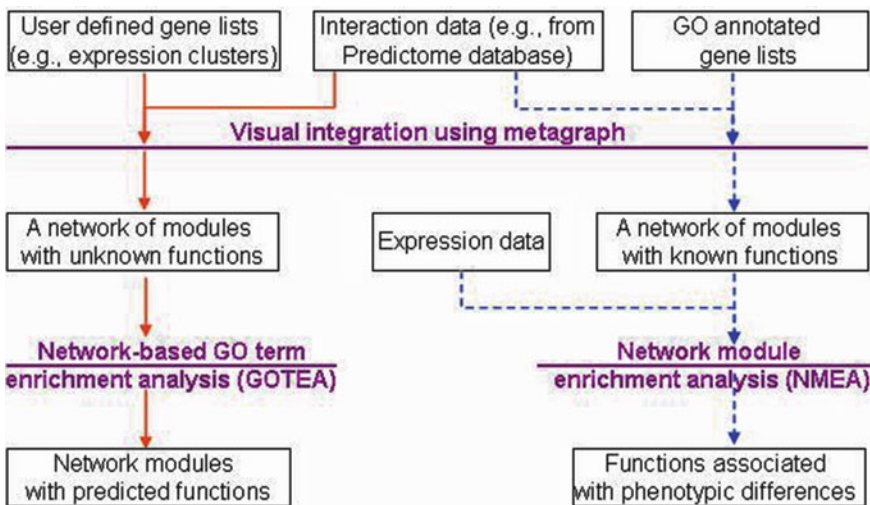 User defined gene lists
(e.g., expression clusters)
Interaction data (e.g., from
Predictome database)
GO annotated
gene lists
Visual integration using metagraph
A network of modules
with unknown functions
Expression data
A network of modules
with known functions
Network-based GO term
enrichment analysis (GOTEA)
Network module
enrichment analysis (NMEA)
Network modules
with predicted functions
Functions associated
with phenotypic differences